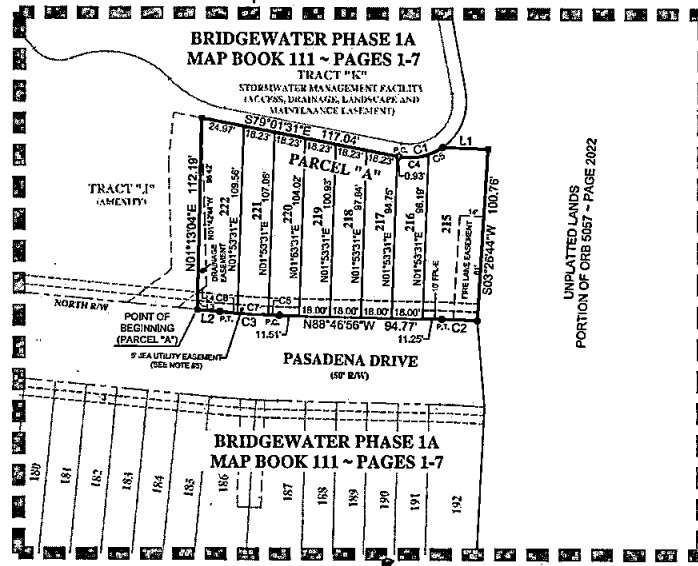 BRIDGEWATER PHASE 1A
MAP BOOK 111 ~ PAGES 1-7
TRACT "K"
STORMWATER MANAGEMENT FACILITY
(ACCESS, DRAINAGE, LANDSCAPE AND
MAINTENANCE EASEMENT)
S79°01'31"E 117.04'
24.97'
18.23'
18.23'
18.23'
18.23'
18.23'
P.C.
C1
L1
C4
0.93'
C5
PARCEL "A"
TRACT "J"
(AMENITY)
N01°13'04"E 112.19'
DRAINAGE
EASEMENT
222
N01°53'31"E 109.56'
221
N01°53'31"E
220
N01°53'31"E 104.02'
219
N01°53'31"E 100.93'
218
N01°53'31"E 97.84'
217
N01°53'31"E 94.75'
216
N01°53'31"E
215
FIRE LANE EASEMENT
S03°26'44"W 100.76'
UNPLATTED LANDS
PORTION OF ORB 5057 ~ PAGE 2022
NORTH R/W
POINT OF
BEGINNING
(PARCEL "A")
L2
P.T.
C8
C7
C3
P.C.
C6
11.51'
18.00'
18.00'
18.00'
18.00'
N88°46'56"W 94.77'
11.25'
P.T.
C2
5' JEA UTILITY EASEMENT
(SEE NOTE #5)
PASADENA DRIVE
(50' R/W)
BRIDGEWATER PHASE 1A
MAP BOOK 111 ~ PAGES 1-7
180
181
182
183
184
185
186
187
188
189
190
191
192